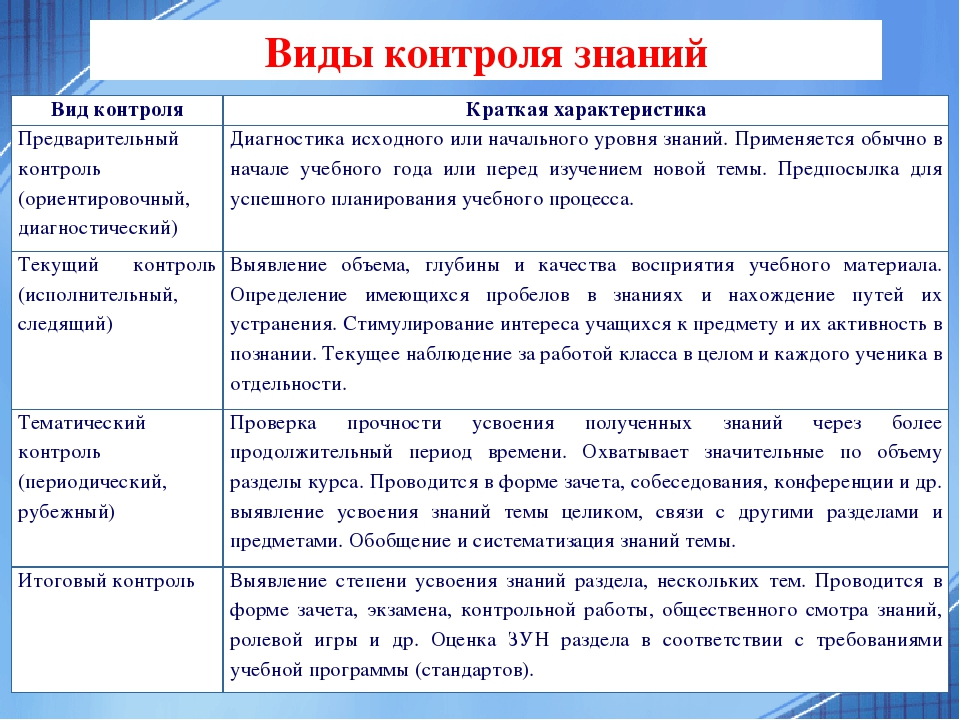 Виды контроля знаний
Вид контроля
Краткая характеристика
Предварительный
контроль
(ориентировочный,
диагностический)
Диагностика исходного или начального уровня знаний. Применяется обычно в
начале учебного года или перед изучением новой темы. Предпосылка для
успешного планирования учебного процесса.
Текущий контроль
(исполнительный,
следящий)
Выявление объема, глубины и качества восприятия учебного материала.
Определение имеющихся пробелов в знаниях и нахождение путей их
устранения. Стимулирование интереса учащихся к предмету и их активность в
познании. Текущее наблюдение за работой класса в целом и каждого ученика в
отдельности.
Тематический
контроль
(периодический,
рубежный)
Проверка прочности усвоения полученных знаний через более
продолжительный период времени. Охватывает значительные по объему
разделы курса. Проводится в форме зачета, собеседования, конференции и др.
выявление усвоения знаний темы целиком, связи с другими разделами и
предметами. Обобщение и систематизация знаний темы.
Итоговый контроль
Выявление степени усвоения знаний раздела, нескольких тем. Проводится в
форме зачета, экзамена, контрольной работы, общественного смотра знаний,
ролевой игры и др. Оценка ЗУН раздела в соответствии с требованиями
учебной программы (стандартов).